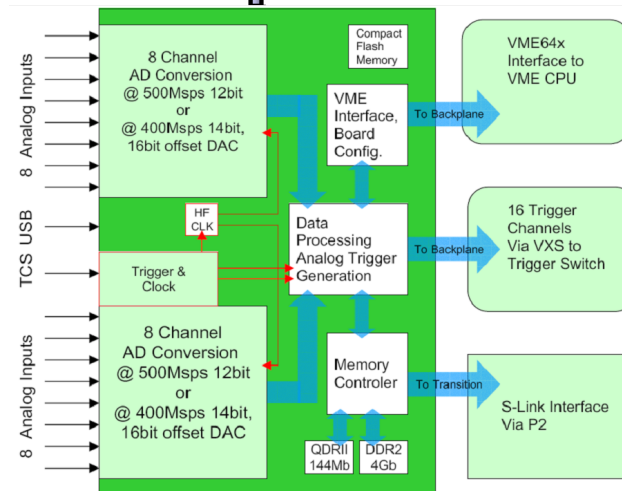 8 Analog Inputs
TCS USB
8 Analog Inputs
8 Channel
AD Conversion
@ 500Msps 12bit
or
@ 400Msps 14bit,
16bit offset DAC
HF
CLK
Trigger &
Clock
8 Channel
AD Conversion
@ 500Msps 12bit
or
@ 400Msps 14bit,
16bit offset DAC
Compact
Flash
Memory
VME
Interface,
Board
Config.
Data
Processing
Analog Trigger
Generation
Memory
Controler
QDRII
144Mb
DDR2
4Gb
To Backplane
To Backplane
To Transition
VME64x
Interface to
VME CPU
16 Trigger
Channels
Via VXS to
Trigger Switch
S-Link Interface
Via P2